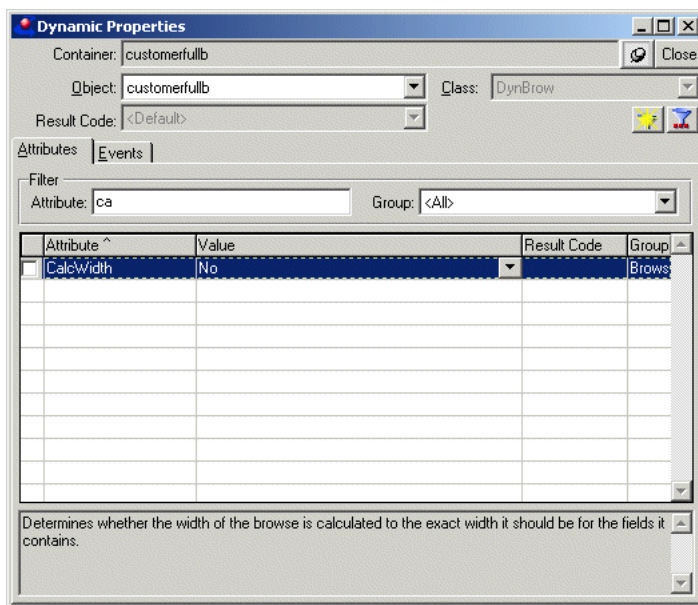 Dynamic Properties
Container: customerfullb Close
Object: customerfullb Class: DynBrow
Result Code: <Default>
Attributes Events
Filter
Attribute: ca Group: <All>
Attribute ^ Value Result Code Group
CalcWidth No Brows
Determines whether the width of the browse is calculated to the exact width it should be for the fields it
contains.